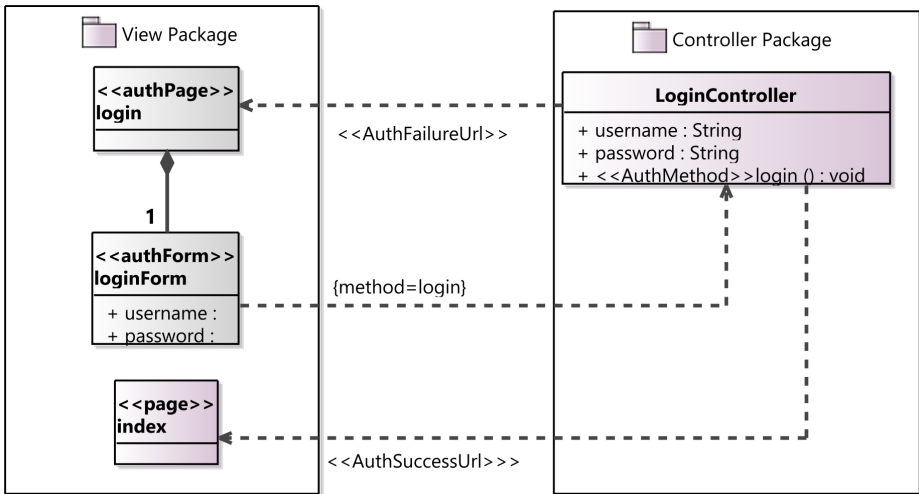 View Package
<<authPage>>
login
1
<<authForm>>
loginForm
+ username :
+ password :
<<page>>
index
<<AuthFailureUrl>>
{method=login}
<<AuthSuccessUrl>>>
Controller Package
LoginController
+ username : String
+ password : String
+ <<AuthMethod>>login () : void